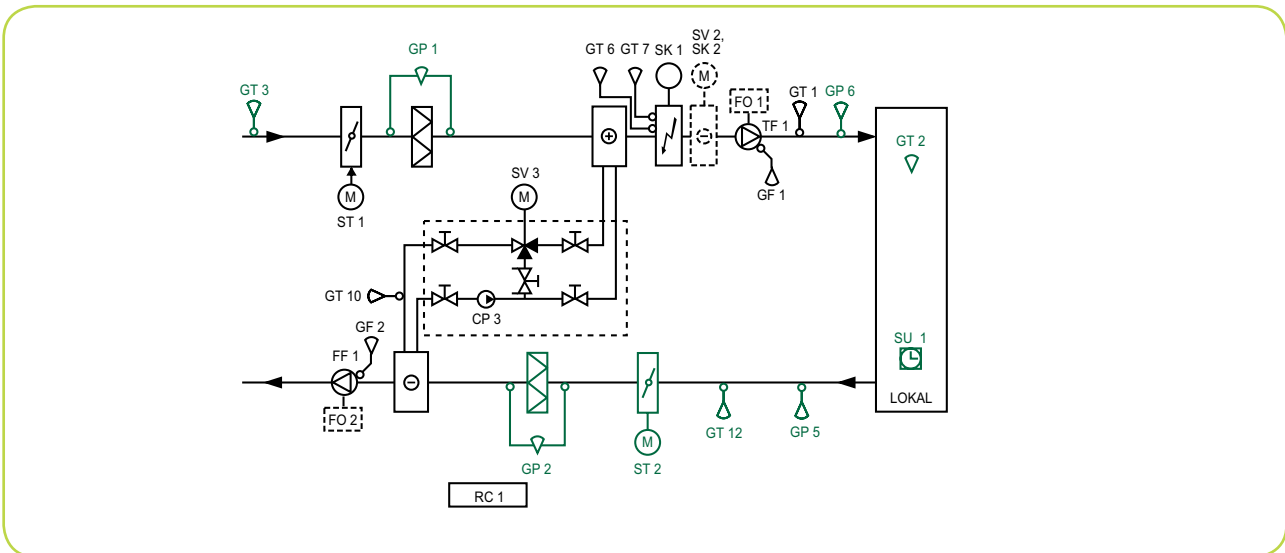 GT 3
GP 1
GT 6
GT 7
SK 1
SV 2,
SK 2
M
FO 1
TF 1
GT 1
GP 6
GF 1
GT 2
M
ST 1
SV 3
M
GT 10
CP 3
GF 2
FF 1
FO 2
GP 2
M
ST 2
GT 12
GP 5
SU 1
LOKAL
RC 1